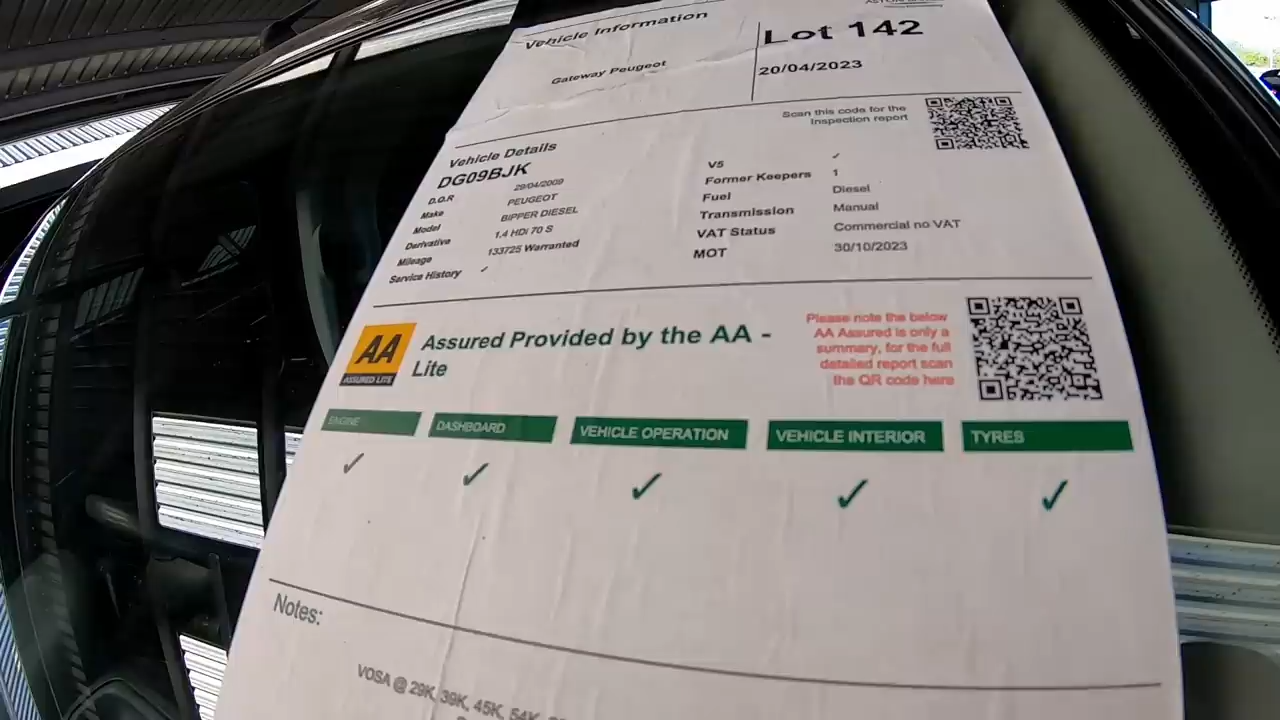 Vehicle Information
Gateway Peugeot
Lot 142
20/04/2023
Scan this code for the
Inspection report
Vehicle Details
DG09BJK
D.O.R 29/04/2009
Make PEUGEOT
Model BIPPER DIESEL
Derivative 1.4 HDi 70 S
Mileage 133725 Warranted
Service History ✓
V5 ✓
Former Keepers 1
Fuel Diesel
Transmission Manual
VAT Status Commercial no VAT
MOT 30/10/2023
AA
ASSURED LITE
Assured Provided by the AA -
Lite
Please note the below
AA Assured is only a
summary, for the full
detailed report scan
the QR code here
ENGINE DASHBOARD VEHICLE OPERATION VEHICLE INTERIOR TYRES
✓ ✓ ✓ ✓ ✓
Notes:
VOSA @ 29K, 39K, 45K, 54K,